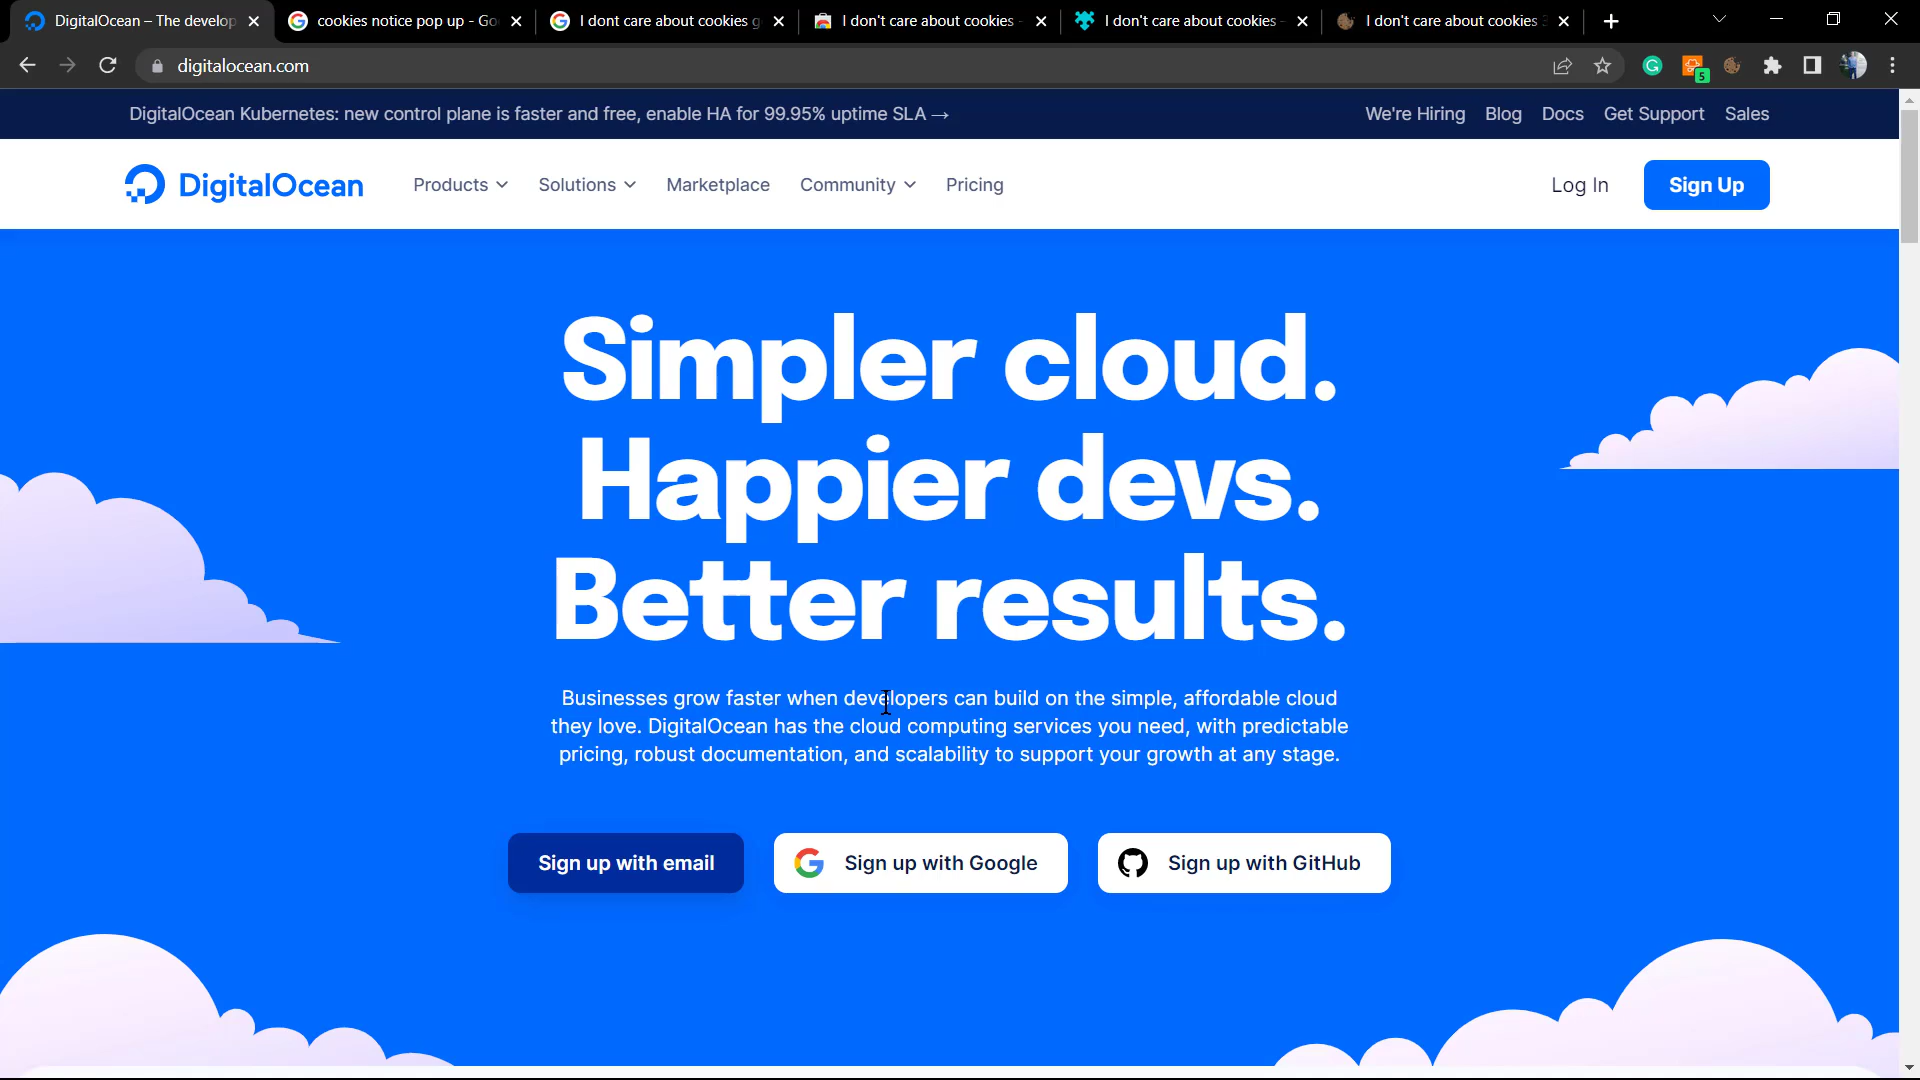 DigitalOcean – The develop
cookies notice pop up - Go
I dont care about cookies g
I don't care about cookies -
I don't care about cookies -
I don't care about cookies 3
digitalocean.com
5
DigitalOcean Kubernetes: new control plane is faster and free, enable HA for 99.95% uptime SLA →
We're Hiring Blog Docs Get Support Sales
DigitalOcean
Products Solutions Marketplace Community Pricing
Log In Sign Up
Simpler cloud.
Happier devs.
Better results.
Businesses grow faster when developers can build on the simple, affordable cloud
they love. DigitalOcean has the cloud computing services you need, with predictable
pricing, robust documentation, and scalability to support your growth at any stage.
Sign up with email
Sign up with Google
Sign up with GitHub